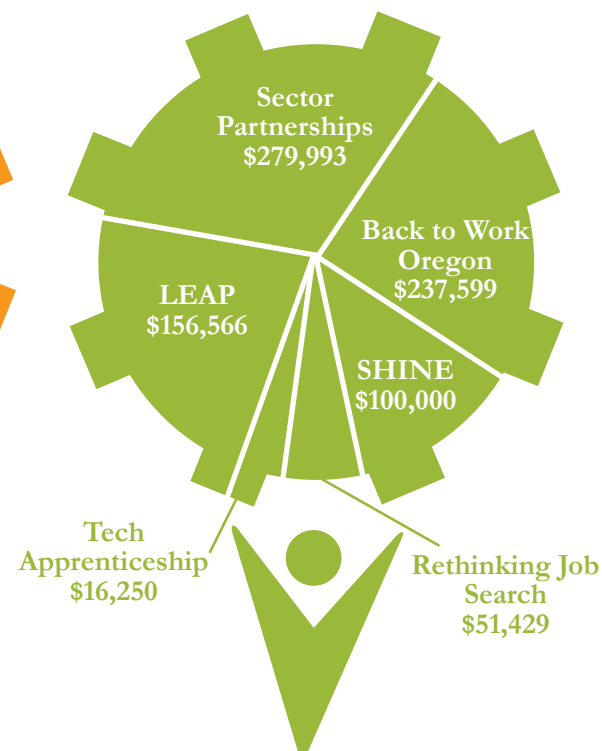 Sector
Partnerships
$279,993
Back to Work
Oregon
$237,599
LEAP
$156,566
SHINE
$100,000
Tech
Apprenticeship
$16,250
Rethinking Job
Search
$51,429